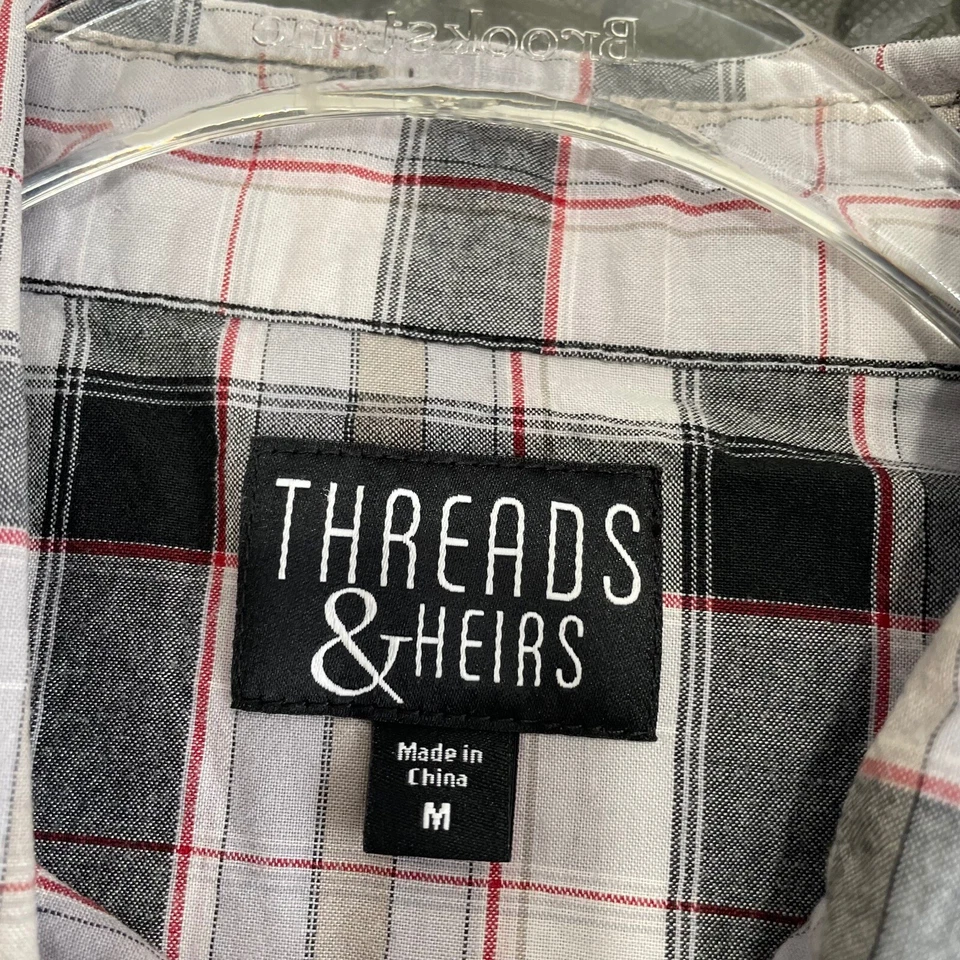 Brookstone
THREADS
& HEIRS
Made in
China
M